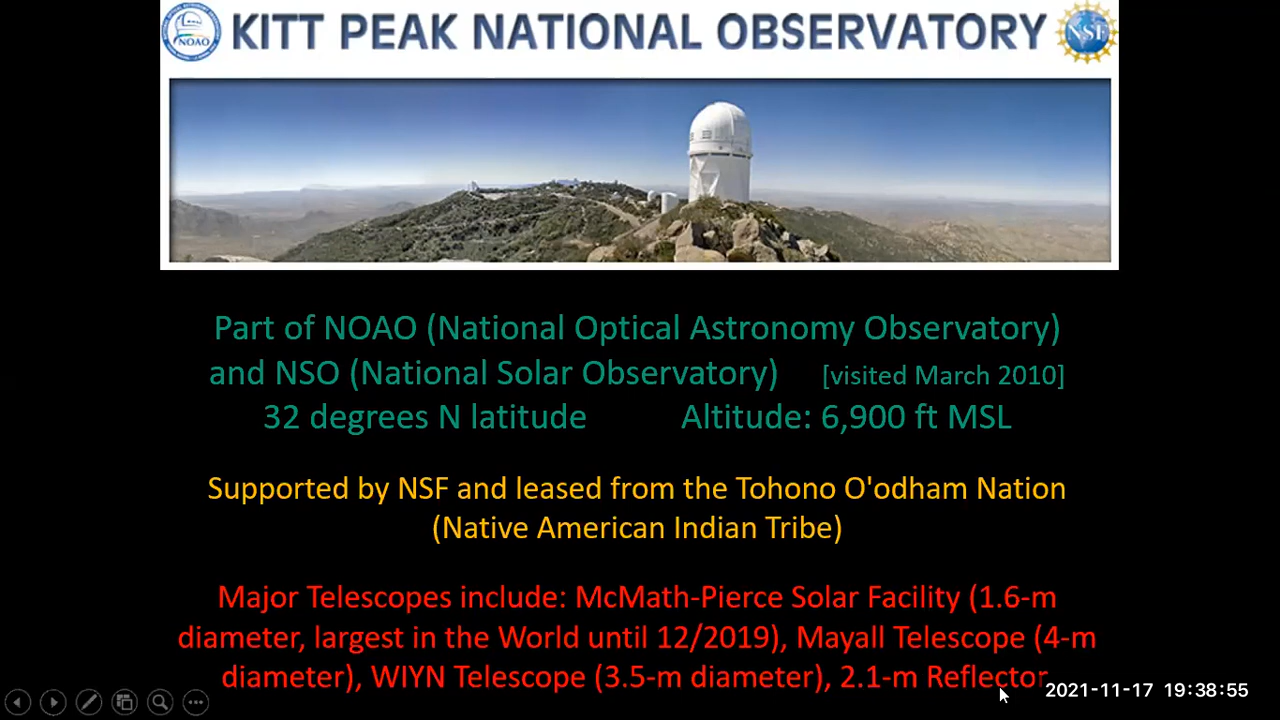 NOAO
KITT PEAK NATIONAL OBSERVATORY
NSF
Part of NOAO (National Optical Astronomy Observatory)
and NSO (National Solar Observatory) [visited March 2010]
32 degrees N latitude Altitude: 6,900 ft MSL
Supported by NSF and leased from the Tohono O'odham Nation
(Native American Indian Tribe)
Major Telescopes include: McMath-Pierce Solar Facility (1.6-m
diameter, largest in the World until 12/2019), Mayall Telescope (4-m
diameter), WIYN Telescope (3.5-m diameter), 2.1-m Reflector
2021-11-17 19:38:55